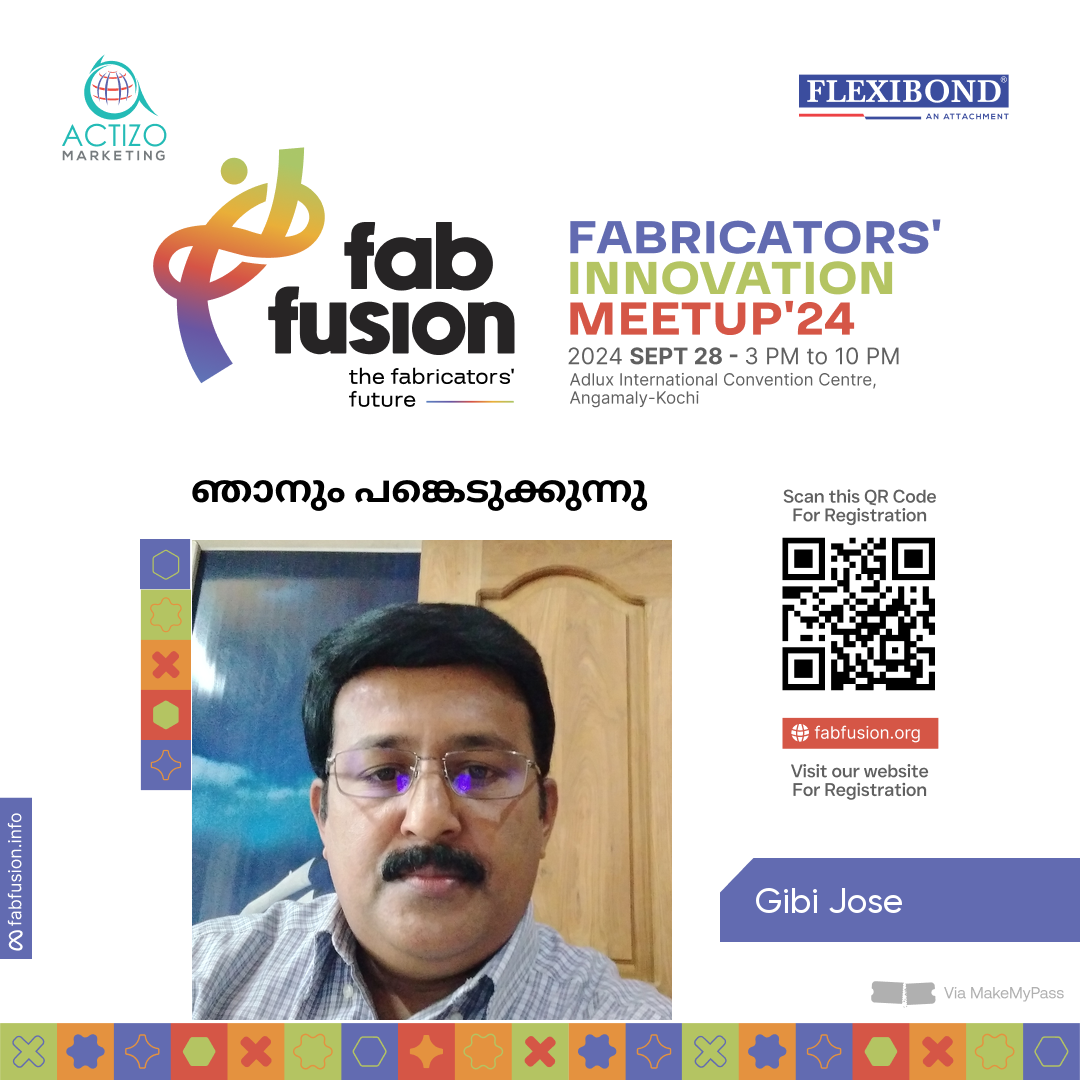 ACTIZO
MARKETING
FLEXIBOND®
AN ATTACHMENT
fab
fusion
the fabricators'
future
FABRICATORS'
INNOVATION
MEETUP'24
2024 SEPT 28 - 3 PM to 10 PM
Adlux International Convention Centre,
Angamaly-Kochi
ഞാനും പങ്കെടുക്കുന്നു
Scan this QR Code
For Registration
fabfusion.org
Visit our website
For Registration
fabfusion.info
Gibi Jose
Via MakeMyPass